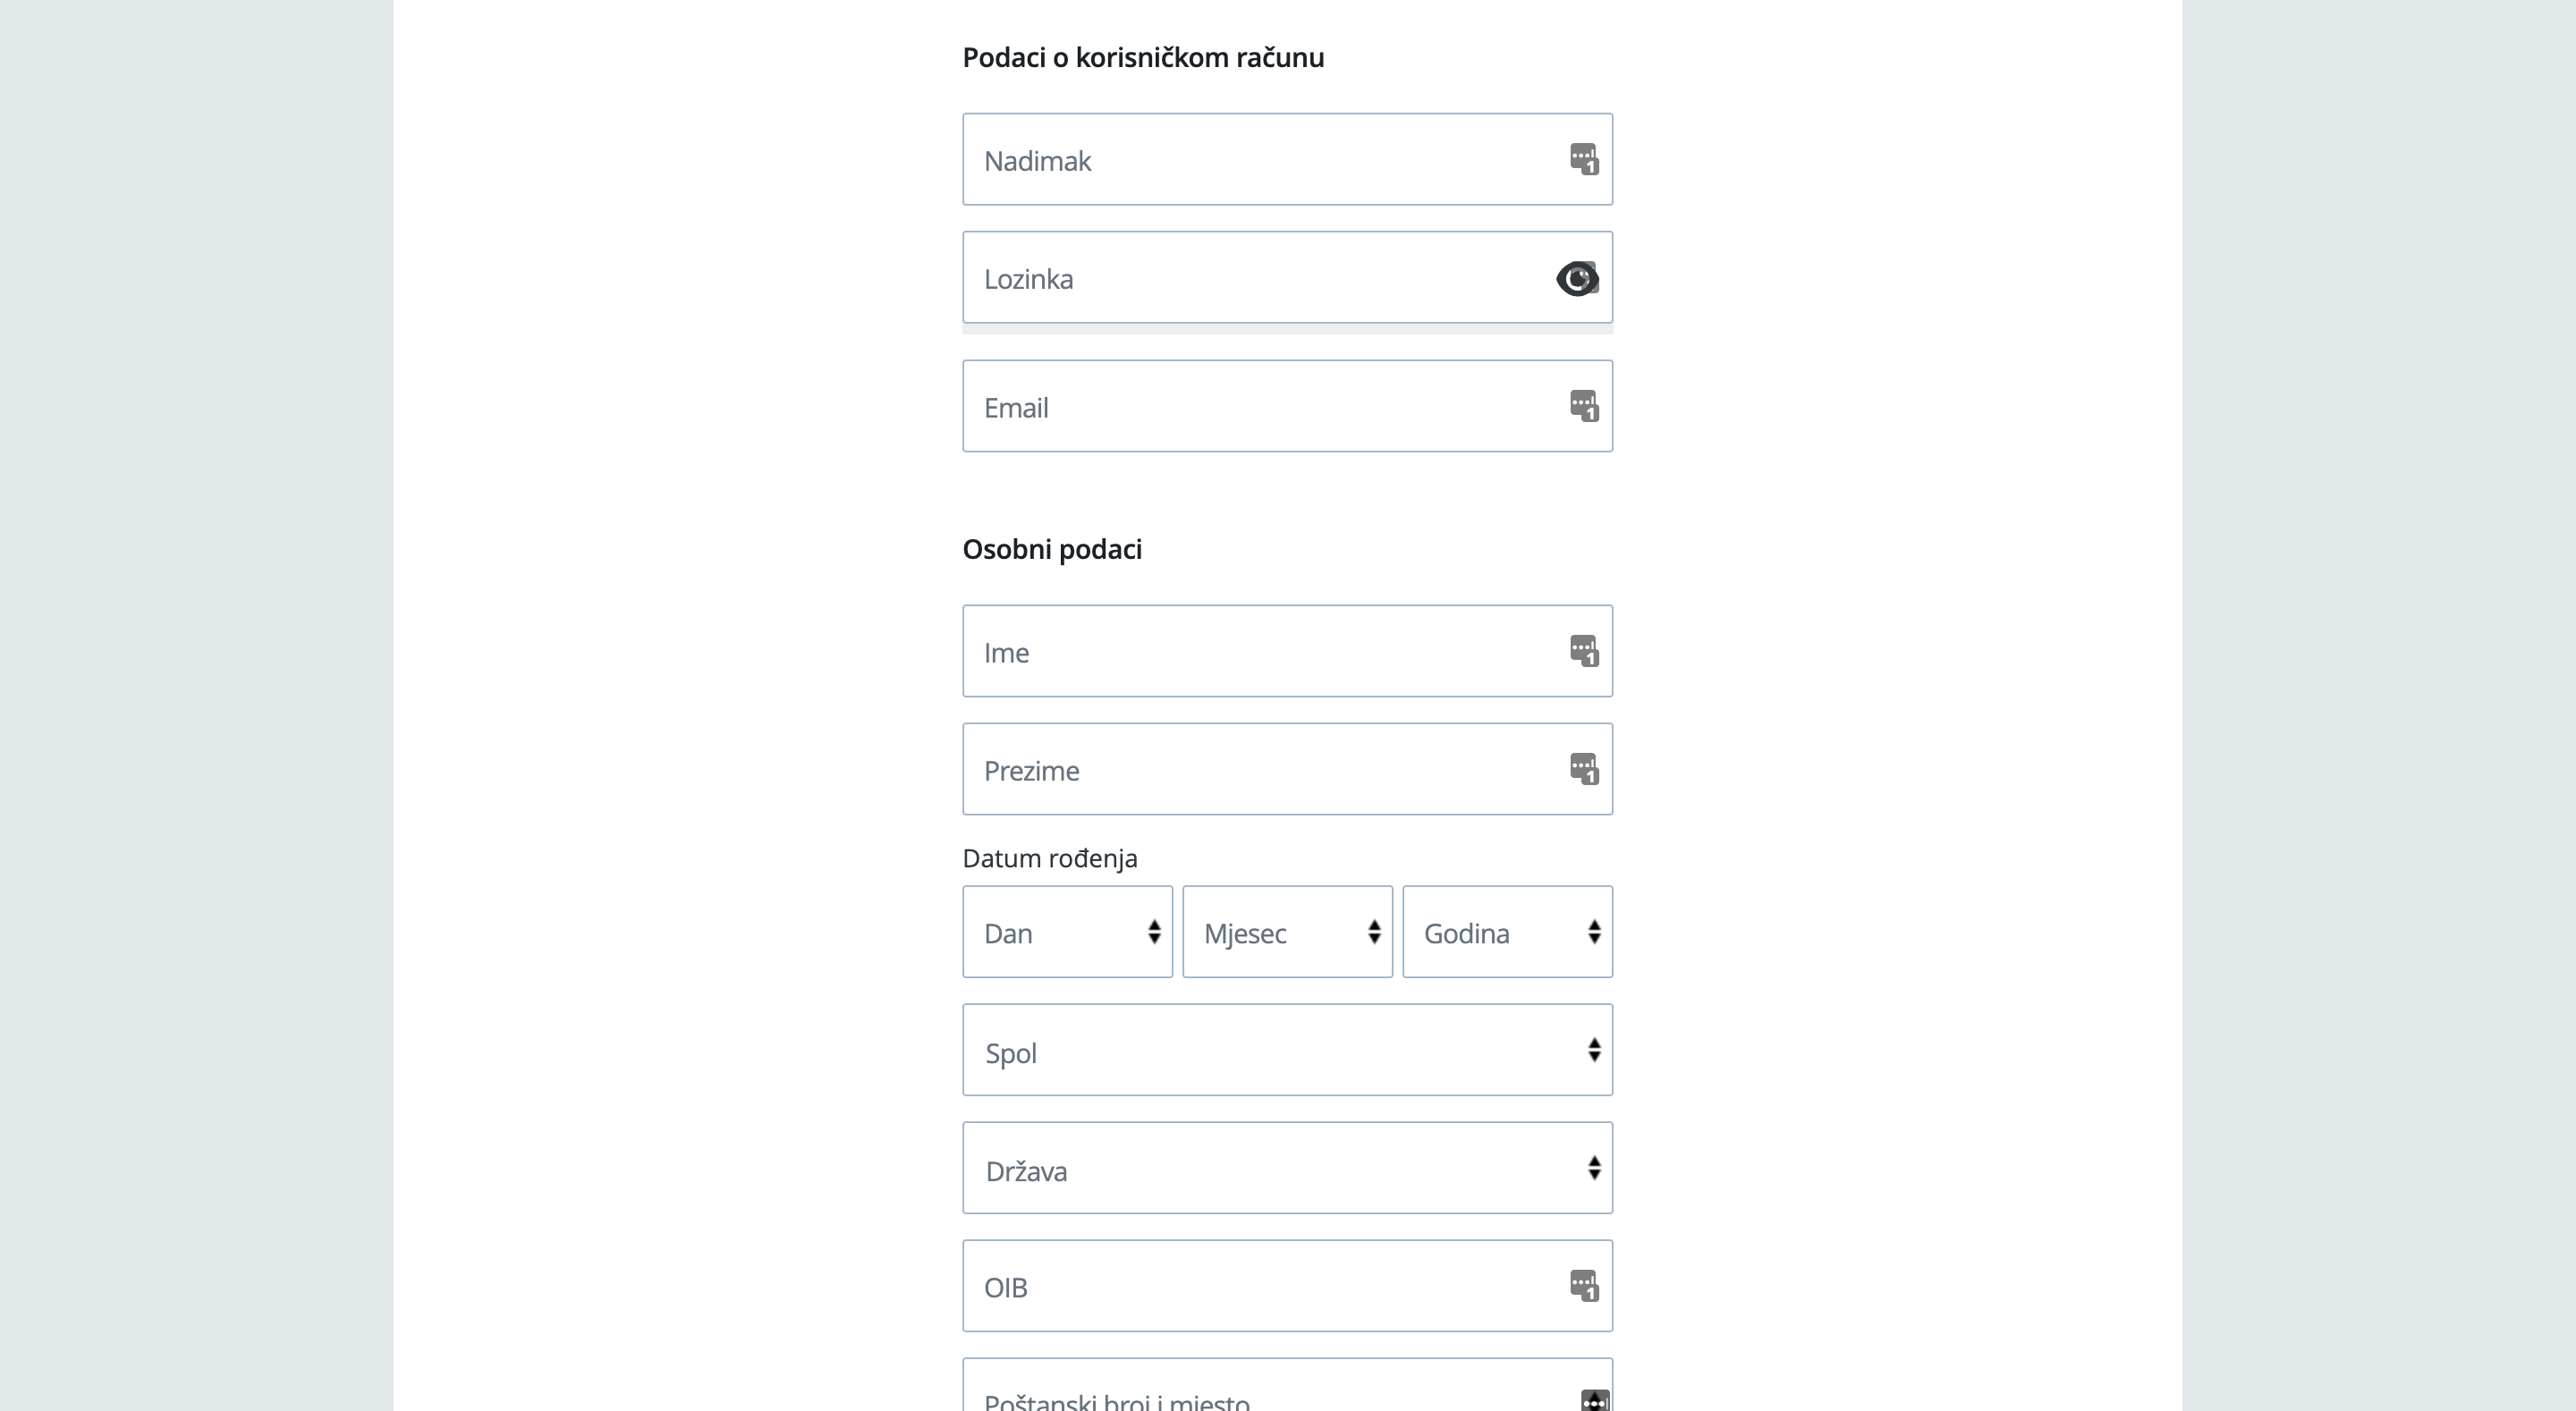 Podaci o korisničkom računu
Nadimak
Lozinka
Email
Osobni podaci
Ime
Prezime
Datum rođenja
Dan Mjesec Godina
Spol
Država
OIB
Poštanski broj i mjesto